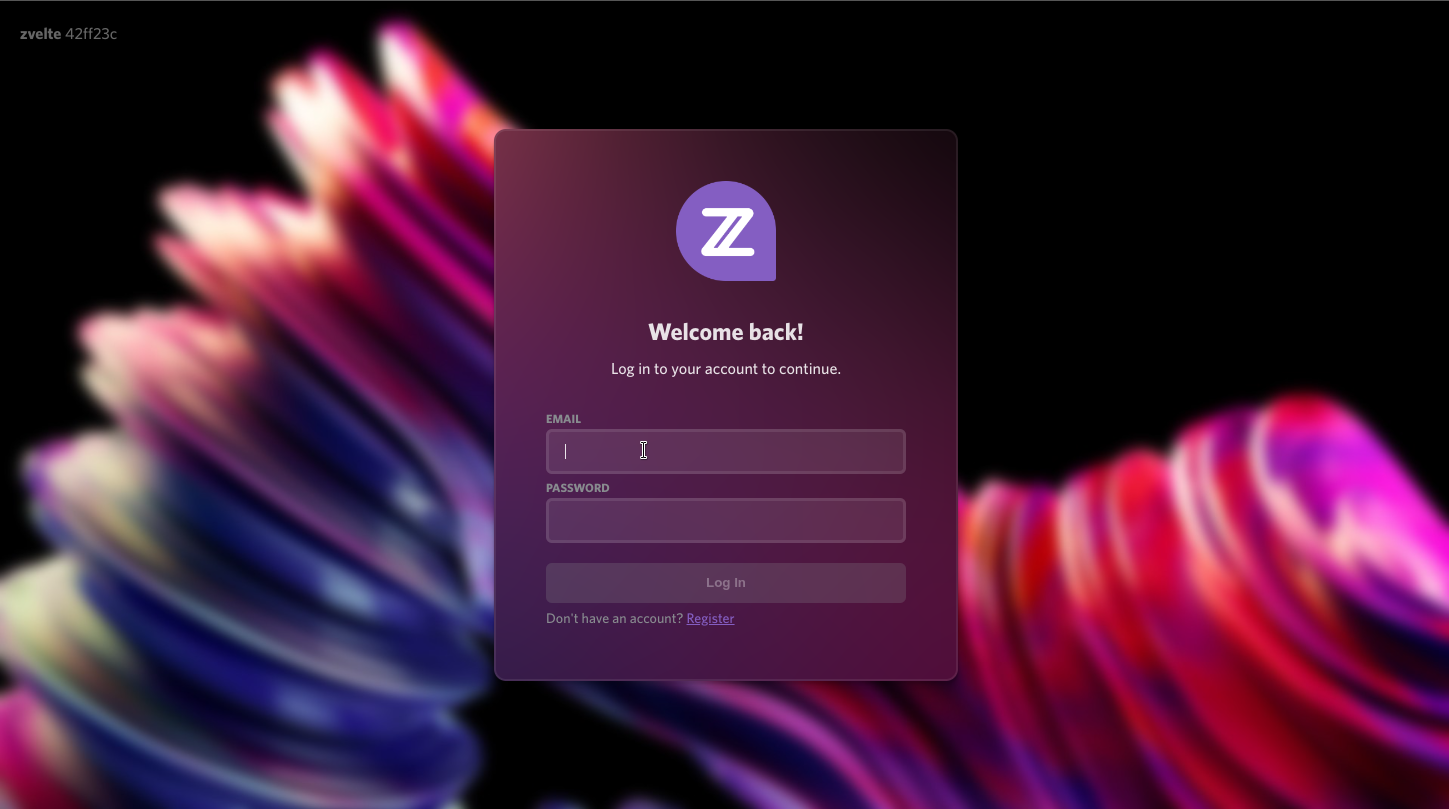 zvelte 42ff23c
Z
Welcome back!
Log in to your account to continue.
EMAIL
PASSWORD
Log In
Don't have an account? Register